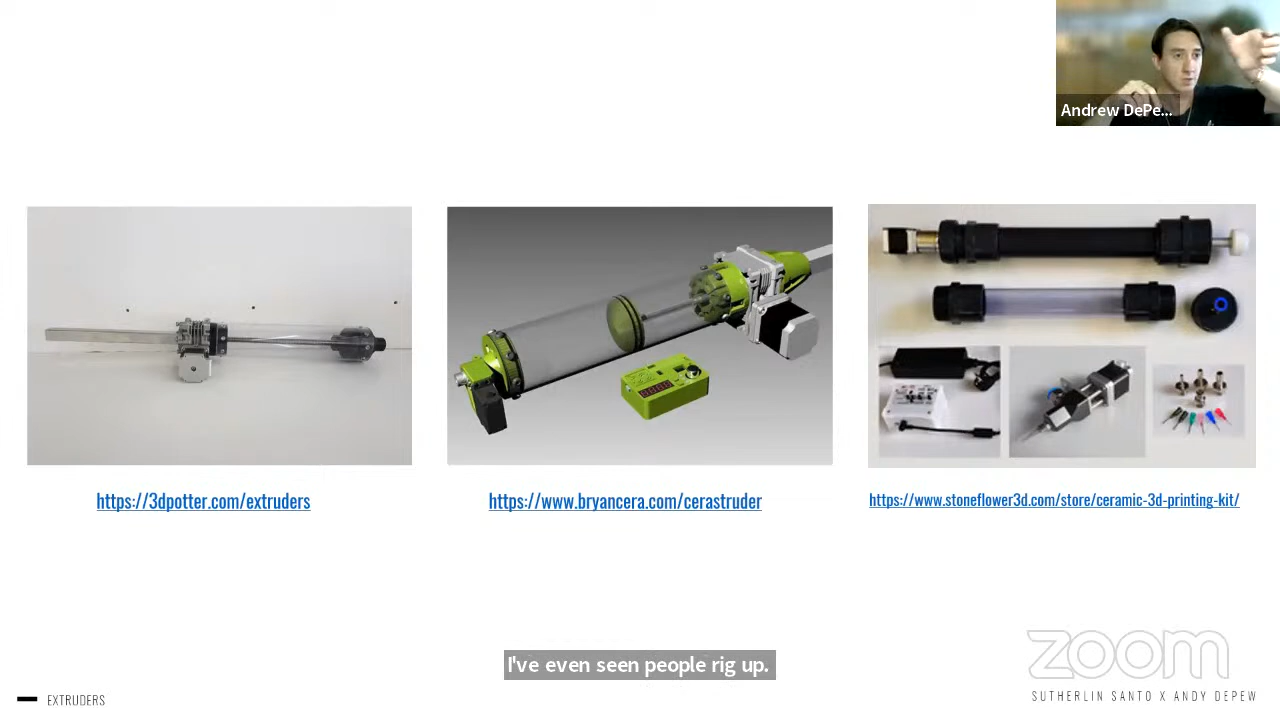 Andrew DePe...
https://3dpotter.com/extruders
https://www.bryancera.com/cerastruder
https://www.stoneflower3d.com/store/ceramic-3d-printing-kit/
I've even seen people rig up.
zoom
SUTHERLIN SANTO X ANDY DEPEW
EXTRUDERS